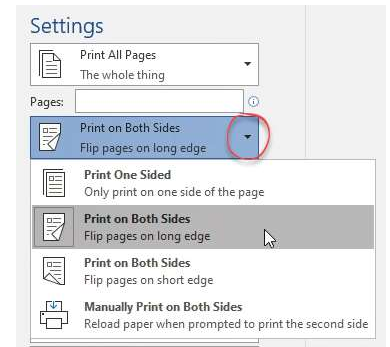 Settings
Print All Pages
The whole thing
Pages:
Print on Both Sides
Flip pages on long edge
Print One Sided
Only print on one side of the page
Print on Both Sides
Flip pages on long edge
Print on Both Sides
Flip pages on short edge
Manually Print on Both Sides
Reload paper when prompted to print the second side